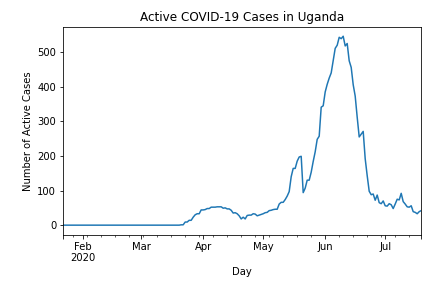 Active COVID-19 Cases in Uganda
Number of Active Cases
500
400
300
200
100
0
Feb
2020
Mar
Apr
May
Jun
Jul
Day